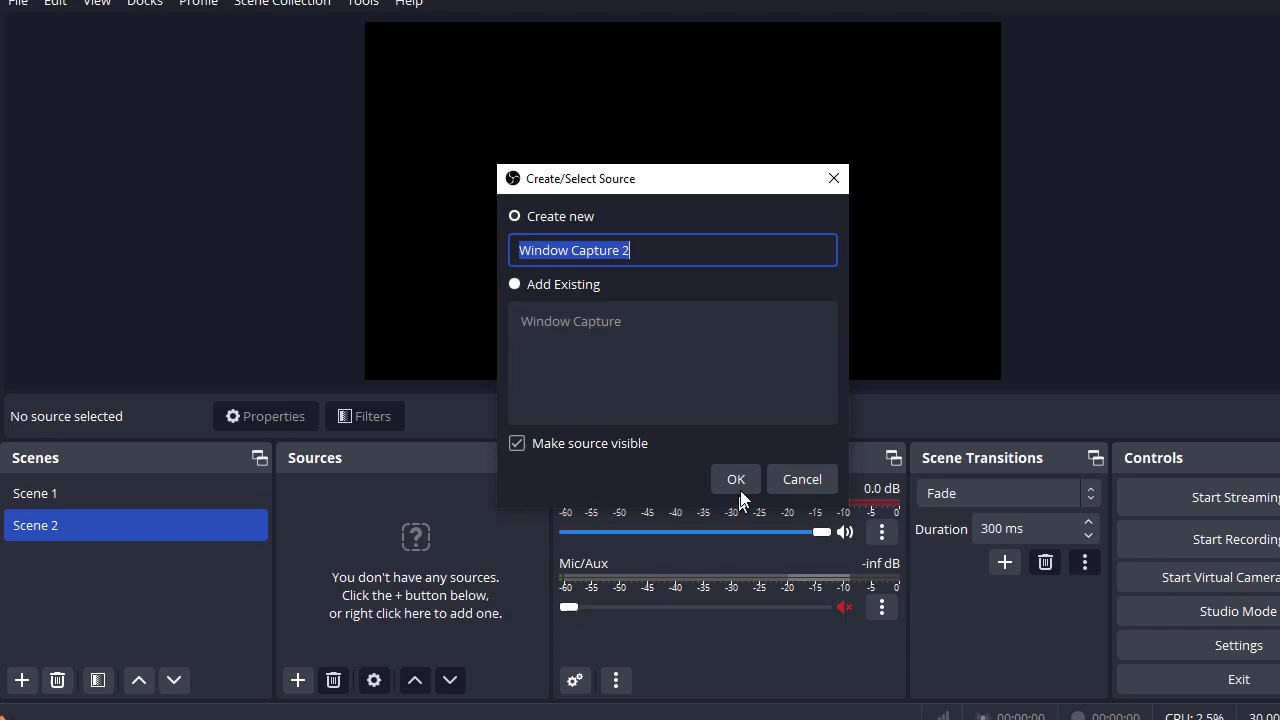 File Edit View Docks Profile Scene Collection Tools Help
Create/Select Source
Create new
Window Capture 2
Add Existing
Window Capture
Make source visible
OK Cancel
No source selected Properties Filters
Scenes
Scene 1
Scene 2
Sources
You don't have any sources.
Click the + button below,
or right click here to add one.
0.0 dB
-60 -55 -50 -45 -40 -35 -30 -25 -20 -15 -10 -5 0
Mic/Aux -inf dB
-60 -55 -50 -45 -40 -35 -30 -25 -20 -15 -10 -5 0
Scene Transitions
Fade
Duration 300 ms
Controls
Start Streaming
Start Recording
Start Virtual Camera
Studio Mode
Settings
Exit
00:00:00 00:00:00 CPU: 2.5% 30.00